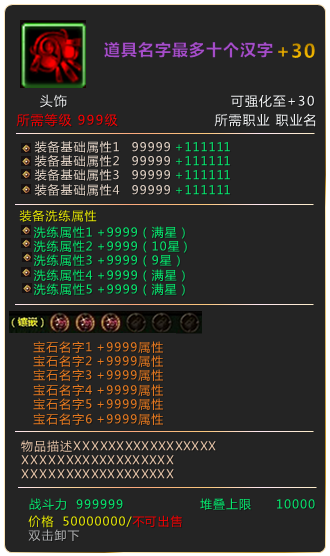 道具名字最多十个汉字 +30
头饰 可强化至+30
所需等级 999级 所需职业 职业名
装备基础属性1 99999 +111111
装备基础属性2 99999 +111111
装备基础属性3 99999 +111111
装备基础属性4 99999 +111111
装备洗练属性
洗练属性1 +9999（满星）
洗练属性2 +9999（10星）
洗练属性3 +9999（9星）
洗练属性4 +9999（满星）
洗练属性5 +9999（满星）
（镶嵌）
宝石名字1 +9999属性
宝石名字2 +9999属性
宝石名字3 +9999属性
宝石名字4 +9999属性
宝石名字5 +9999属性
宝石名字6 +9999属性
物品描述XXXXXXXXXXXXXXXXX
XXXXXXXXXXXXXXXXXX
XXXXXXXXXXXXXXXXXX
战斗力 999999 堆叠上限 10000
价格 50000000/不可出售
双击卸下